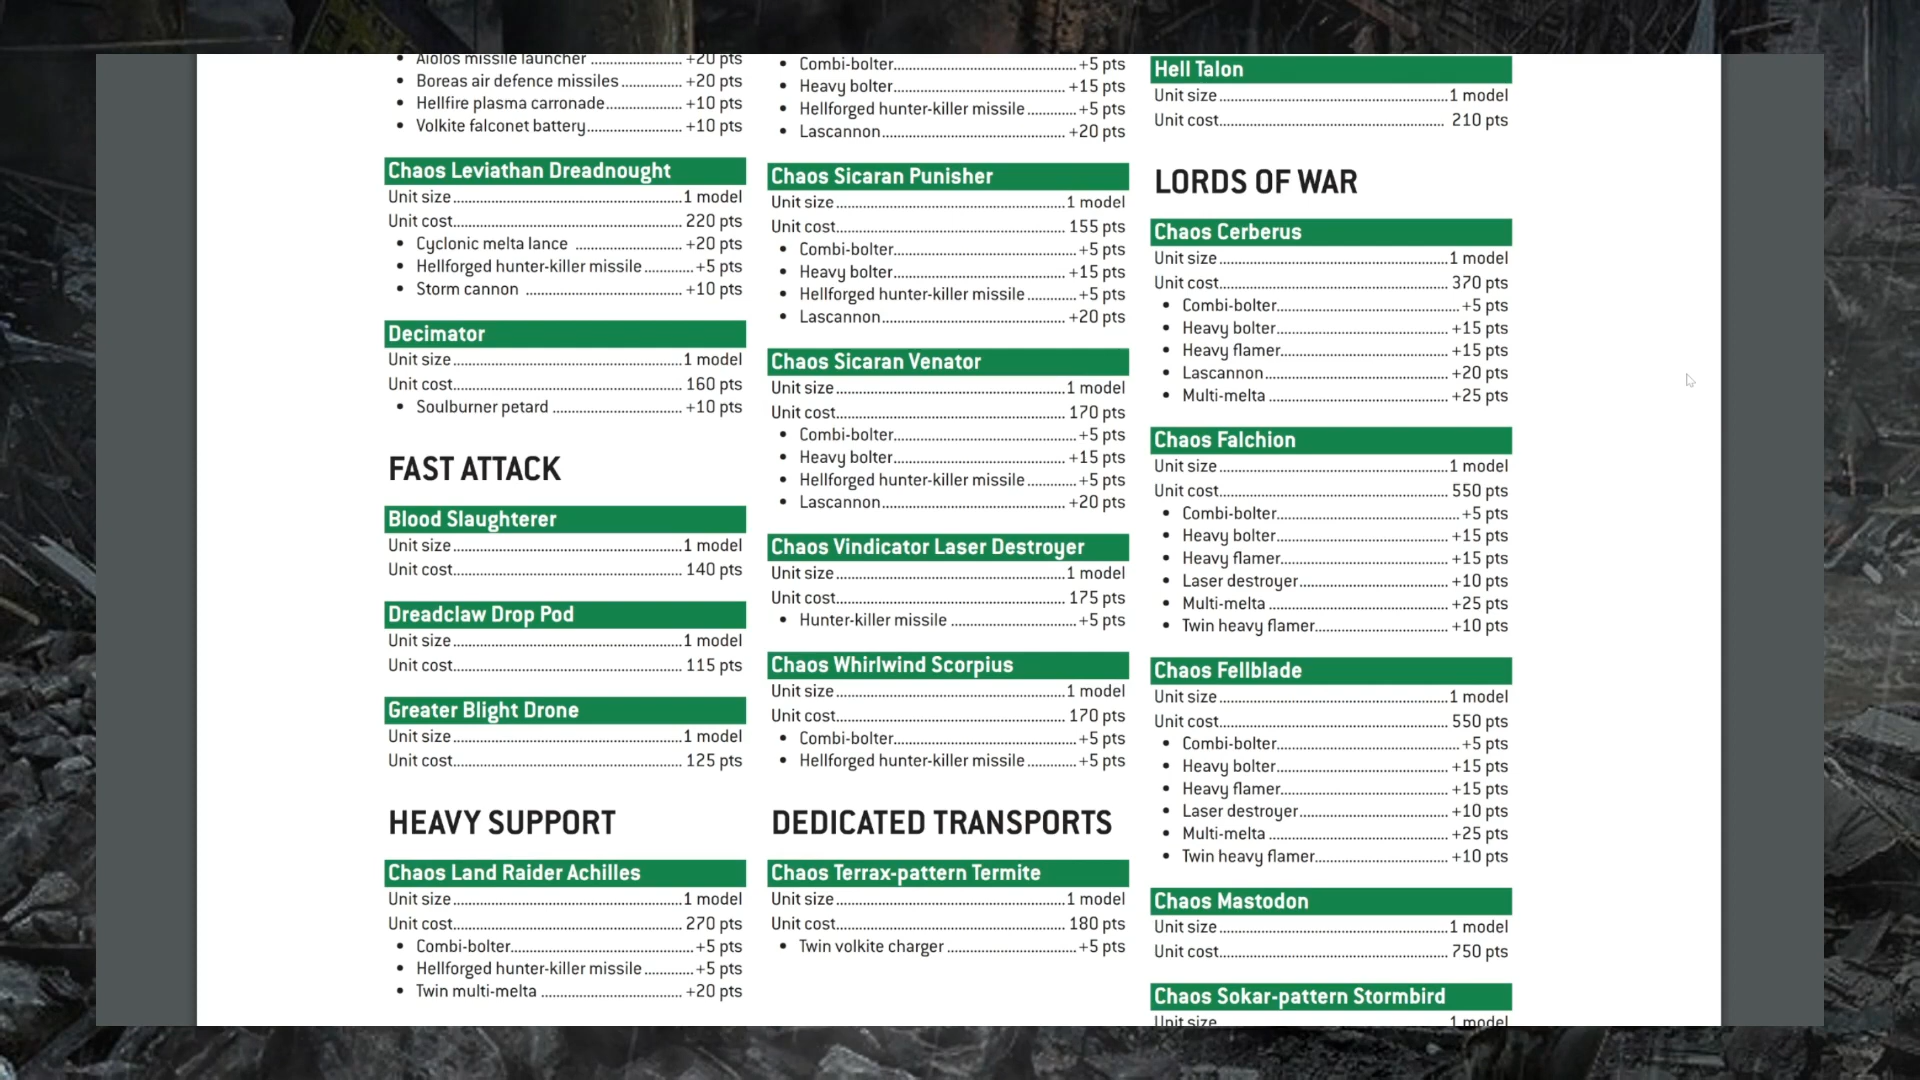 • Aiolos missile launcher ..................... +20 pts
• Boreas air defence missiles .............. +20 pts
• Hellfire plasma carronade................. +10 pts
• Volkite falconet battery..................... +10 pts
Chaos Leviathan Dreadnought
Unit size ..................................................1 model
Unit cost.................................................. 220 pts
• Cyclonic melta lance ........................ +20 pts
• Hellforged hunter-killer missile ............+5 pts
• Storm cannon ................................... +10 pts
Decimator
Unit size ..................................................1 model
Unit cost.................................................. 160 pts
• Soulburner petard ............................. +10 pts
FAST ATTACK
Blood Slaughterer
Unit size ..................................................1 model
Unit cost.................................................. 140 pts
Dreadclaw Drop Pod
Unit size ..................................................1 model
Unit cost.................................................. 115 pts
Greater Blight Drone
Unit size ..................................................1 model
Unit cost.................................................. 125 pts
HEAVY SUPPORT
Chaos Land Raider Achilles
Unit size ..................................................1 model
Unit cost.................................................. 270 pts
• Combi-bolter.........................................+5 pts
• Hellforged hunter-killer missile ............+5 pts
• Twin multi-melta ................................ +20 pts
• Combi-bolter.........................................+5 pts
• Heavy bolter...................................... +15 pts
• Hellforged hunter-killer missile ............+5 pts
• Lascannon......................................... +20 pts
Chaos Sicaran Punisher
Unit size ..................................................1 model
Unit cost.................................................. 155 pts
• Combi-bolter.........................................+5 pts
• Heavy bolter...................................... +15 pts
• Hellforged hunter-killer missile ............+5 pts
• Lascannon......................................... +20 pts
Chaos Sicaran Venator
Unit size ..................................................1 model
Unit cost.................................................. 170 pts
• Combi-bolter.........................................+5 pts
• Heavy bolter...................................... +15 pts
• Hellforged hunter-killer missile ............+5 pts
• Lascannon......................................... +20 pts
Chaos Vindicator Laser Destroyer
Unit size ..................................................1 model
Unit cost.................................................. 175 pts
• Hunter-killer missile ............................+5 pts
Chaos Whirlwind Scorpius
Unit size ..................................................1 model
Unit cost.................................................. 170 pts
• Combi-bolter.........................................+5 pts
• Hellforged hunter-killer missile ............+5 pts
DEDICATED TRANSPORTS
Chaos Terrax-pattern Termite
Unit size ..................................................1 model
Unit cost.................................................. 180 pts
• Twin volkite charger .............................+5 pts
Hell Talon
Unit size ..................................................1 model
Unit cost.................................................. 210 pts
LORDS OF WAR
Chaos Cerberus
Unit size ..................................................1 model
Unit cost.................................................. 370 pts
• Combi-bolter.........................................+5 pts
• Heavy bolter...................................... +15 pts
• Heavy flamer..................................... +15 pts
• Lascannon......................................... +20 pts
• Multi-melta ........................................ +25 pts
Chaos Falchion
Unit size ..................................................1 model
Unit cost.................................................. 550 pts
• Combi-bolter.........................................+5 pts
• Heavy bolter...................................... +15 pts
• Heavy flamer..................................... +15 pts
• Laser destroyer................................. +10 pts
• Multi-melta ........................................ +25 pts
• Twin heavy flamer.............................. +10 pts
Chaos Fellblade
Unit size ..................................................1 model
Unit cost.................................................. 550 pts
• Combi-bolter.........................................+5 pts
• Heavy bolter...................................... +15 pts
• Heavy flamer..................................... +15 pts
• Laser destroyer................................. +10 pts
• Multi-melta ........................................ +25 pts
• Twin heavy flamer.............................. +10 pts
Chaos Mastodon
Unit size ..................................................1 model
Unit cost.................................................. 750 pts
Chaos Sokar-pattern Stormbird
Unit size ..................................................1 model